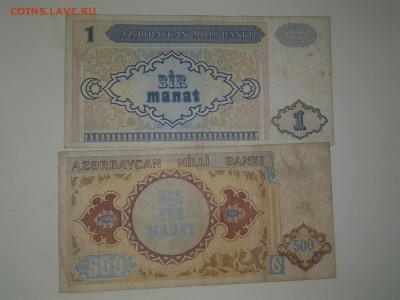 COINS.LAVE.RU
1 AZƏRBAYCAN MİLLİ BANKI
BİR
manat
1
AZƏRBAYCAN MİLLİ BANKI
BEŞ
YÜZ
MANAT
500
500